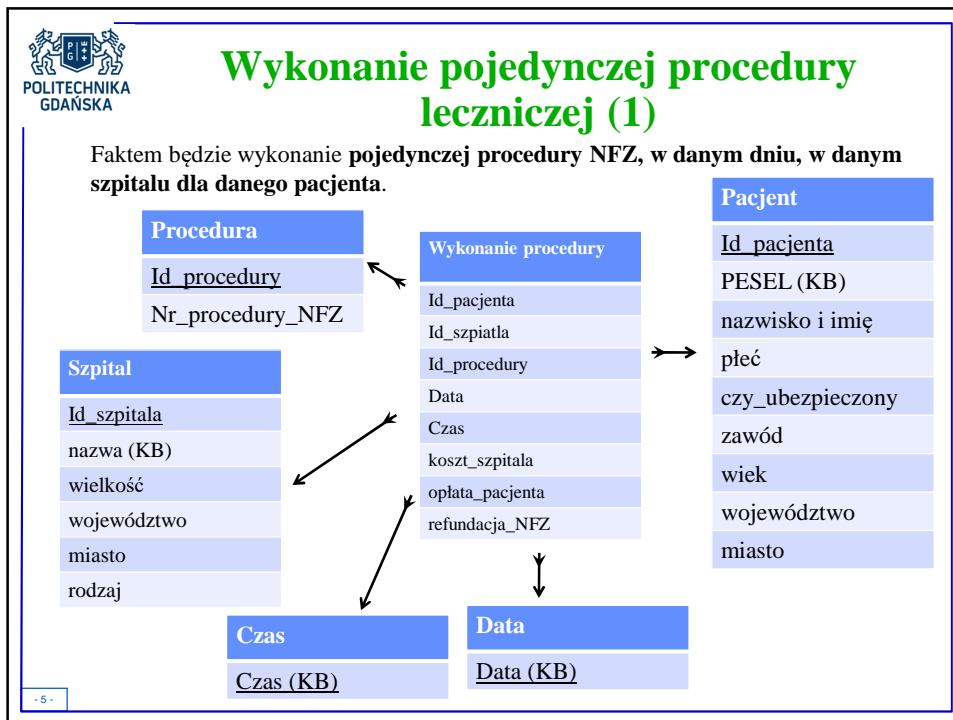 P G
POLITECHNIKA
GDAŃSKA
Wykonanie pojedynczej procedury
leczniczej (1)
Faktem będzie wykonanie pojedynczej procedury NFZ, w danym dniu, w danym
szpitalu dla danego pacjenta.
Procedura
Id_procedury
Nr_procedury_NFZ
Wykonanie procedury
Id_pacjenta
Id_szpiatla
Id_procedury
Data
Czas
koszt_szpitala
opłata_pacjenta
refundacja_NFZ
Pacjent
Id_pacjenta
PESEL (KB)
nazwisko i imię
płeć
czy_ubezpieczony
zawód
wiek
województwo
miasto
Szpital
Id_szpitala
nazwa (KB)
wielkość
województwo
miasto
rodzaj
Czas
Czas (KB)
Data
Data (KB)
- 5 -